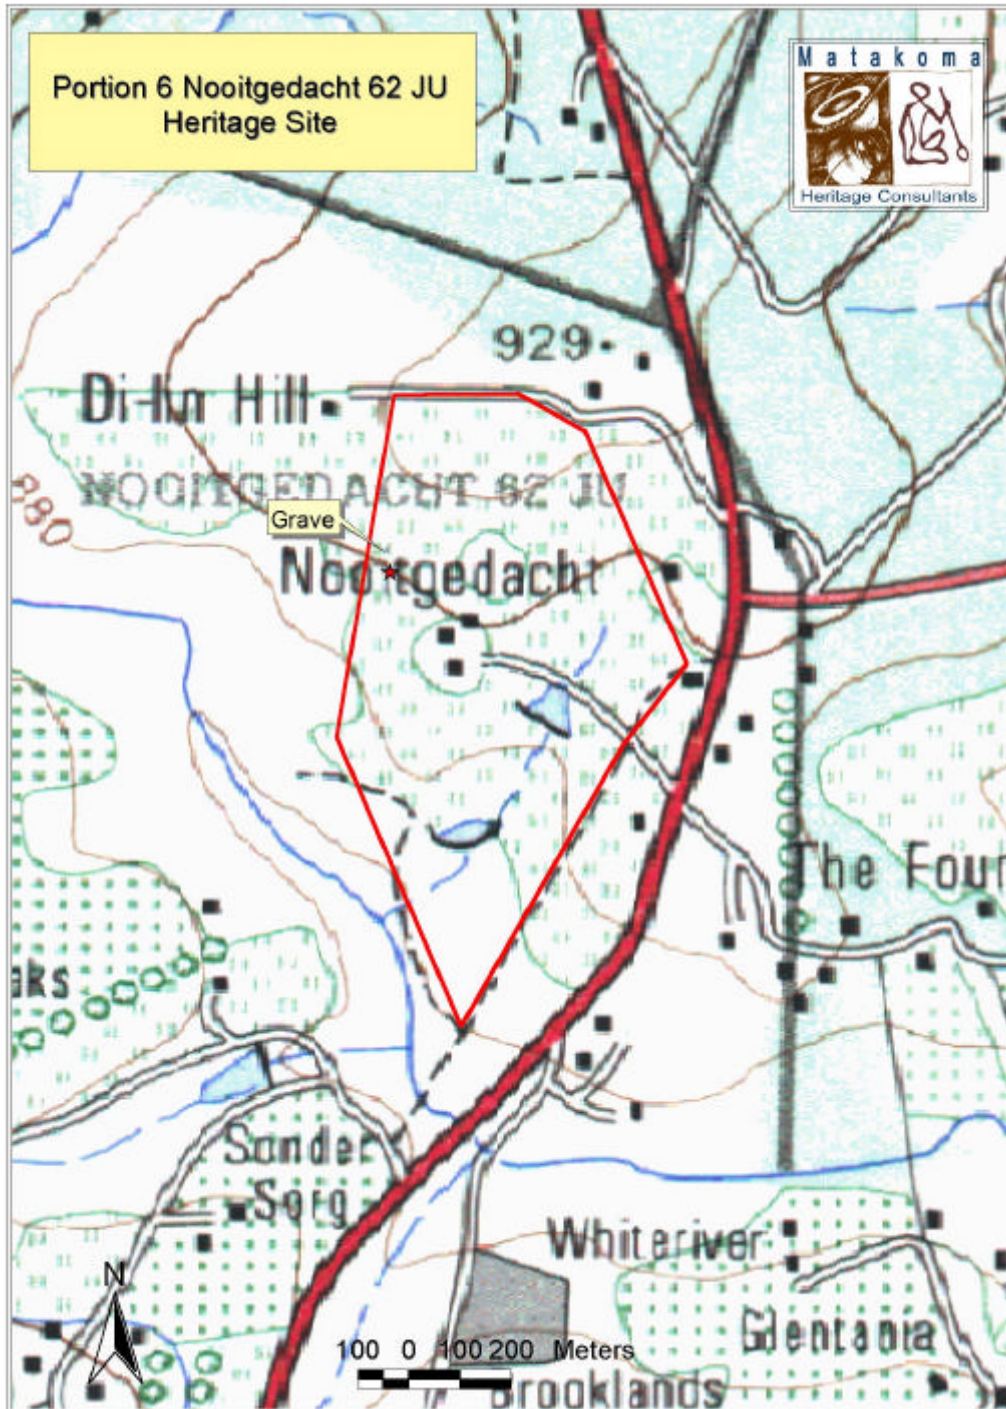 Portion 6 Nooitgedacht 62 JU
Heritage Site
Matakoma
Heritage Consultants
929
Di-Im Hill
NOOITGEDACHT 62 JU
880
Grave
Nooitgedacht
The Four
aks
Sonder
Sorg
Whiteriver
Glentania
N
100 0 100 200 Meters
Brooklands